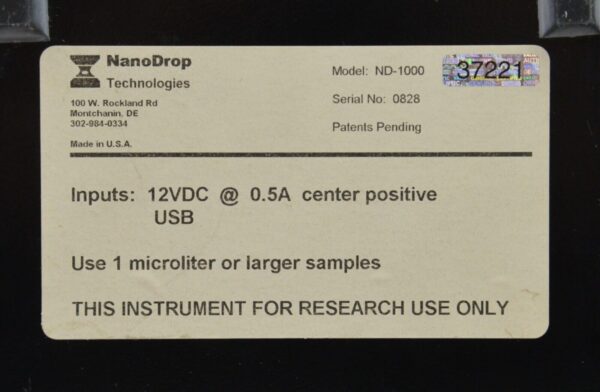 NanoDrop
Technologies
100 W. Rockland Rd
Montchanin, DE
302-984-0334
Made in U.S.A.
Model: ND-1000
37221
Serial No: 0828
Patents Pending
Inputs: 12VDC @ 0.5A center positive
USB
Use 1 microliter or larger samples
THIS INSTRUMENT FOR RESEARCH USE ONLY